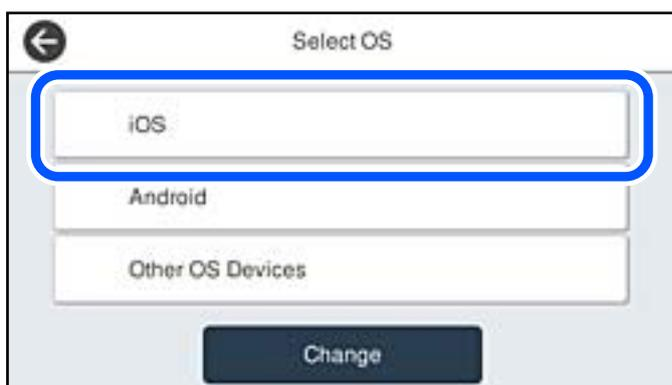 Select OS
iOS
Android
Other OS Devices
Change